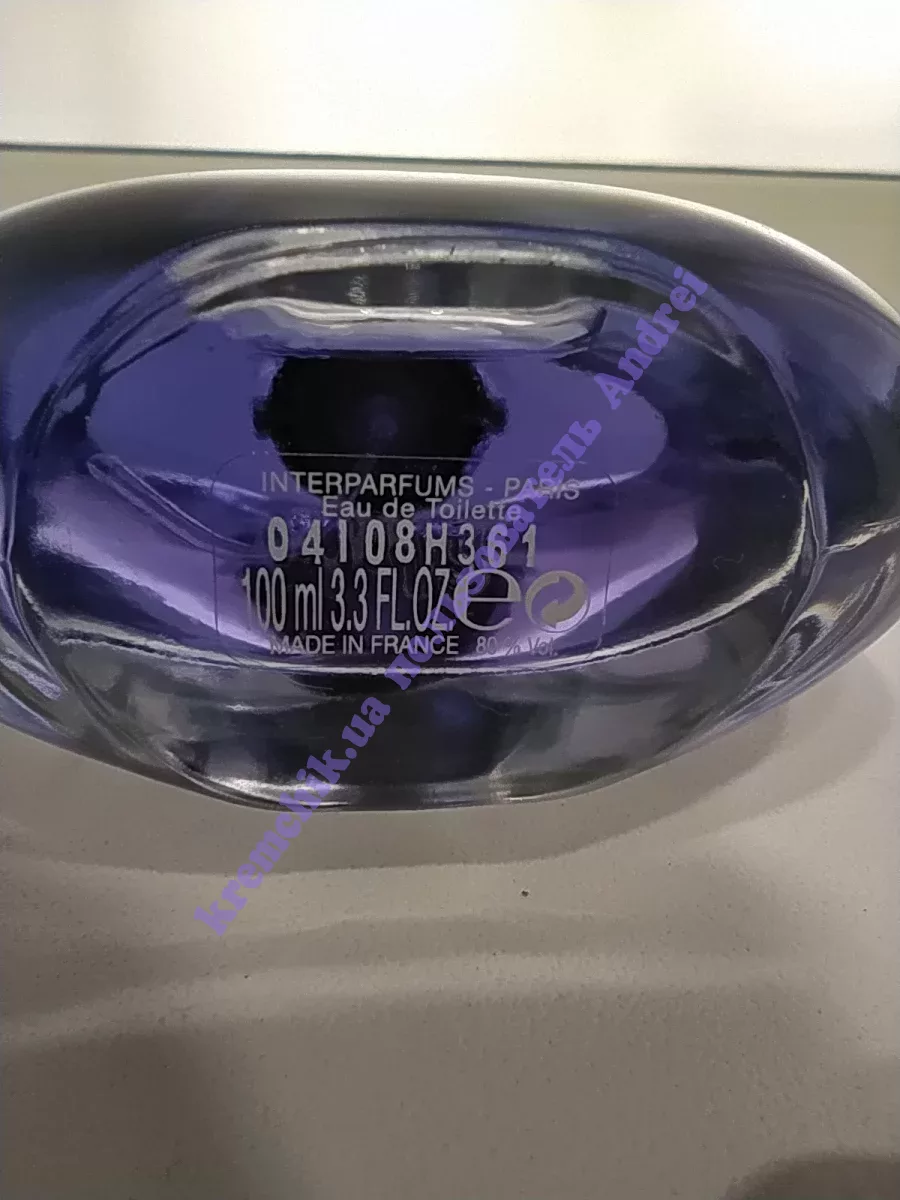 INTERPARFUMS - PARIS
Eau de Toilette
04108H361
100 ml 3.3 FL.OZ. e
MADE IN FRANCE 80 % Vol.
kremchik.ua пользователь Andrei